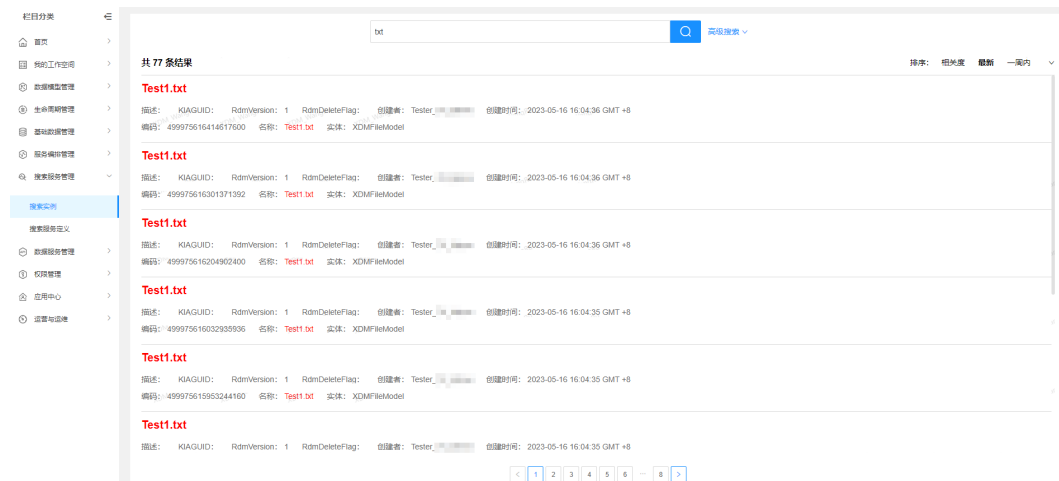 栏目分类
首页
我的工作空间
数据模型管理
生命周期管理
基础数据管理
服务编排管理
搜索服务管理
搜索实例
搜索服务定义
数据服务管理
权限管理
应用中心
运营与运维
txt
高级搜索
共 77 条结果
排序: 相关度 最新 一周内
Test1.txt
描述: KIAGUID: RdmVersion: 1 RdmDeleteFlag: 创建者: Tester_ 创建时间: 2023-05-16 16:04:36 GMT +8
编码: 499975616414617600 名称: Test1.txt 实体: XDMFileModel
Test1.txt
描述: KIAGUID: RdmVersion: 1 RdmDeleteFlag: 创建者: Tester_ 创建时间: 2023-05-16 16:04:36 GMT +8
编码: 499975616301371392 名称: Test1.txt 实体: XDMFileModel
Test1.txt
描述: KIAGUID: RdmVersion: 1 RdmDeleteFlag: 创建者: Tester_ 创建时间: 2023-05-16 16:04:36 GMT +8
编码: 499975616204902400 名称: Test1.txt 实体: XDMFileModel
Test1.txt
描述: KIAGUID: RdmVersion: 1 RdmDeleteFlag: 创建者: Tester_ 创建时间: 2023-05-16 16:04:35 GMT +8
编码: 499975616032935936 名称: Test1.txt 实体: XDMFileModel
Test1.txt
描述: KIAGUID: RdmVersion: 1 RdmDeleteFlag: 创建者: Tester_ 创建时间: 2023-05-16 16:04:35 GMT +8
编码: 499975615953244160 名称: Test1.txt 实体: XDMFileModel
Test1.txt
描述: KIAGUID: RdmVersion: 1 RdmDeleteFlag: 创建者: Tester_ 创建时间: 2023-05-16 16:04:35 GMT +8
< 1 2 3 4 5 6 ··· 8 >